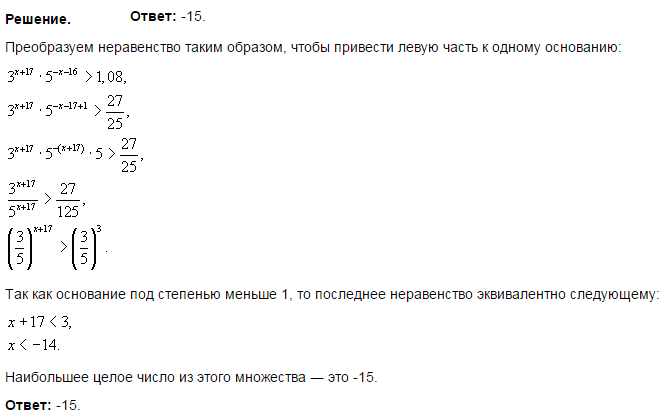 Решение. Ответ: -15.
Преобразуем неравенство таким образом, чтобы привести левую часть к одному основанию:
3^{x+17} · 5^{-x-16} > 1,08,
3^{x+17} · 5^{-x-17+1} > \frac{27}{25},
3^{x+17} · 5^{-(x+17)} · 5 > \frac{27}{25},
\frac{3^{x+17}}{5^{x+17}} > \frac{27}{125},
\left(\frac{3}{5}\right)^{x+17} > \left(\frac{3}{5}\right)^{3}.
Так как основание под степенью меньше 1, то последнее неравенство эквивалентно следующему:
x + 17 < 3,
x < −14.
Наибольшее целое число из этого множества — это -15.
Ответ: -15.